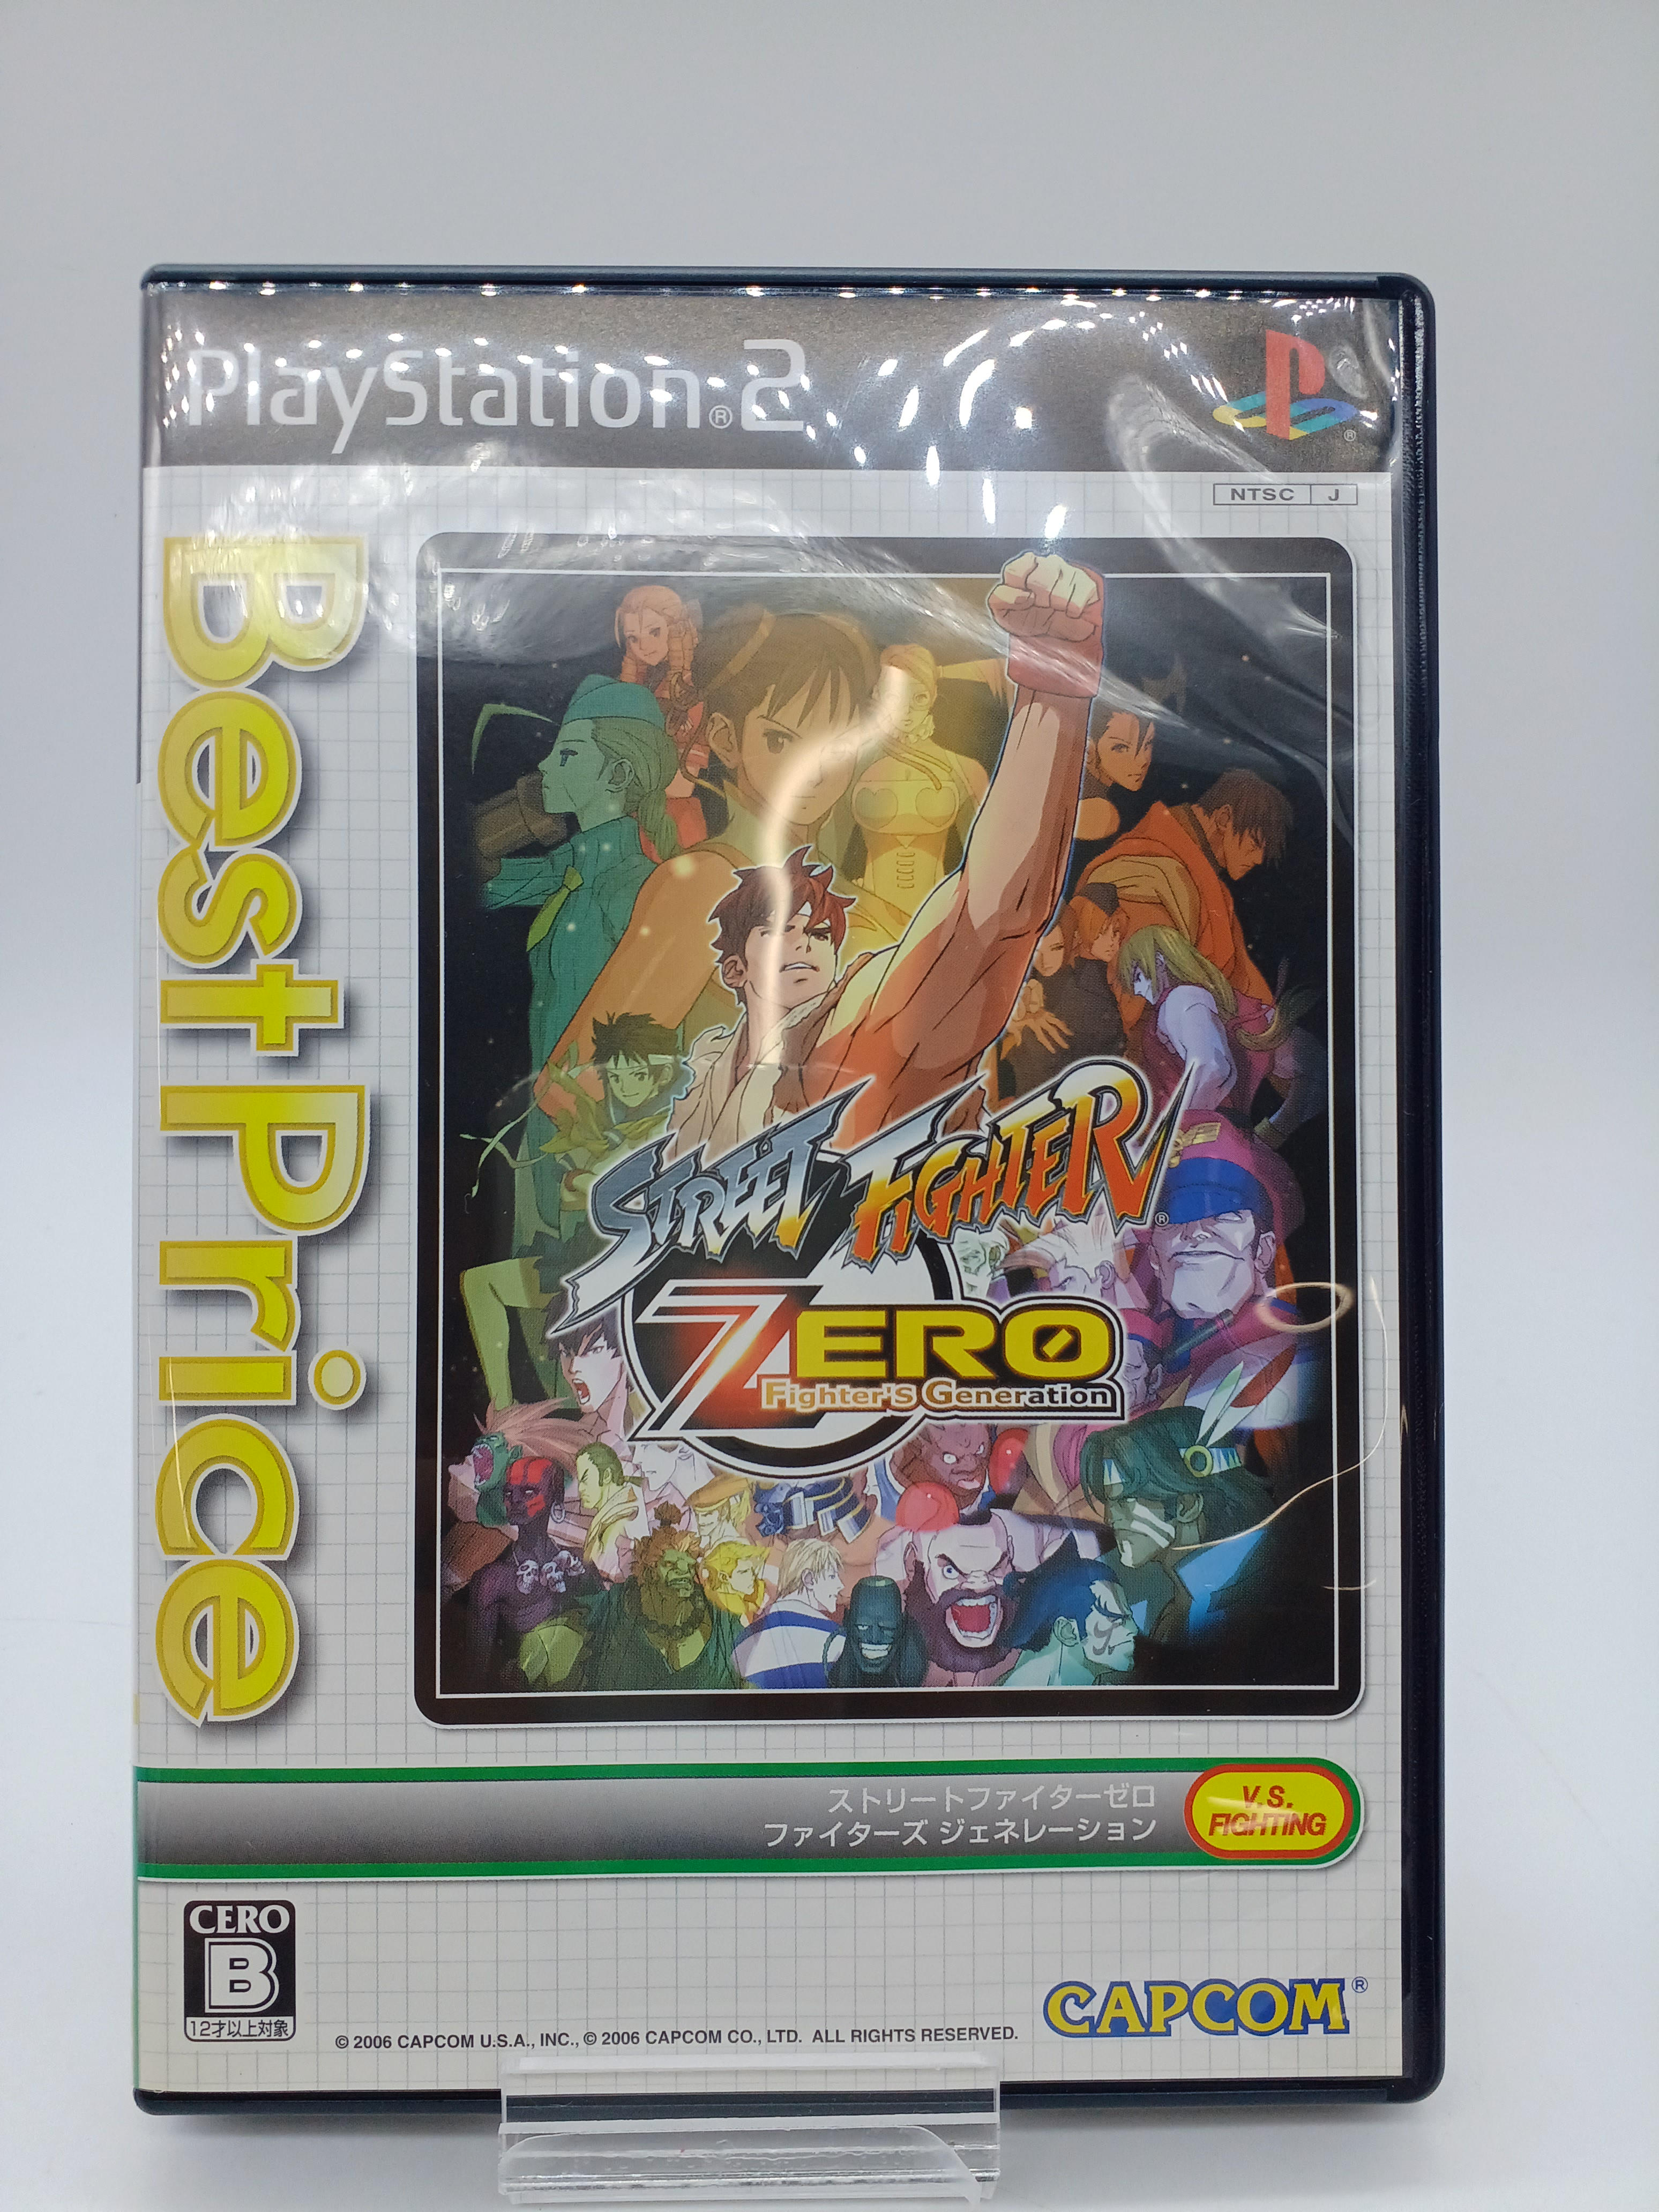 PlayStation®2
®
NTSC J
Best Price
STREET FIGHTER®
ZERO
Fighter's Generation
ストリートファイターゼロ
ファイターズ ジェネレーション
V.S.
FIGHTING
CERO
B
12才以上対象
© 2006 CAPCOM U.S.A., INC., © 2006 CAPCOM CO., LTD. ALL RIGHTS RESERVED.
CAPCOM®